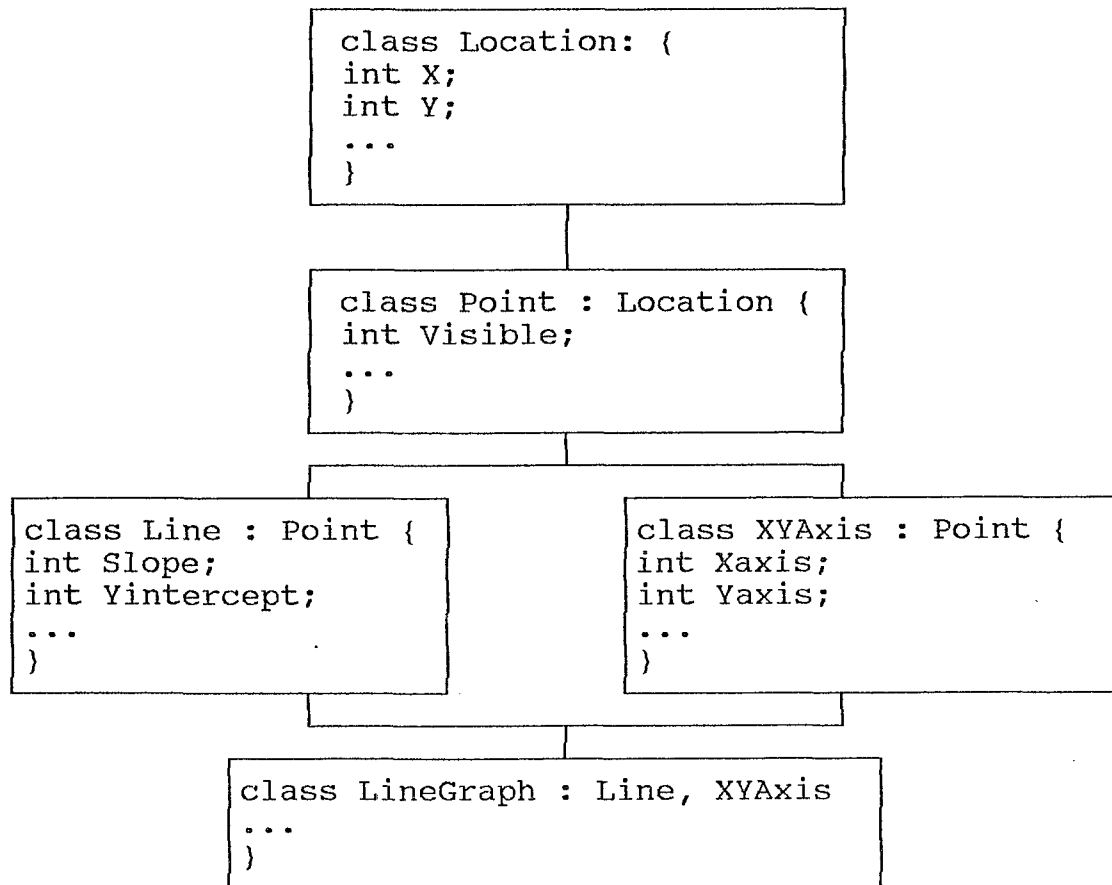 class Location: {
int X;
int Y;
...
}
class Point : Location {
int Visible;
...
}
class Line : Point {
int Slope;
int Yintercept;
...
}
class XYAxis : Point {
int Xaxis;
int Yaxis;
...
}
class LineGraph : Line, XYAxis
...
}